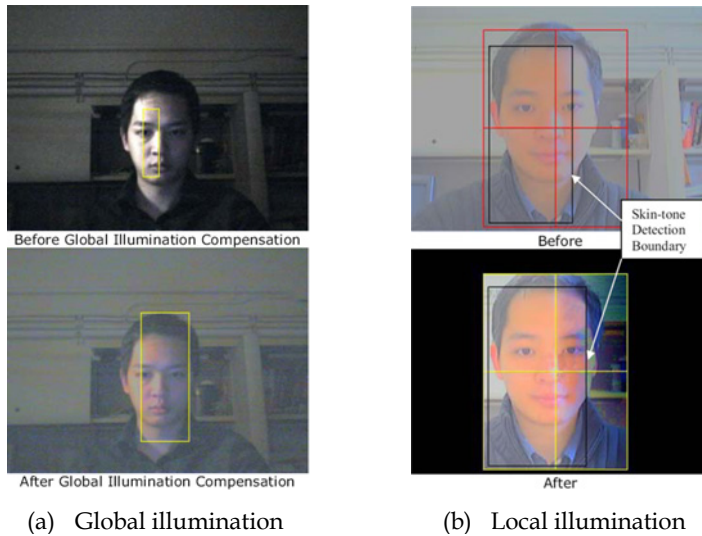 Before Global Illumination Compensation
After Global Illumination Compensation
(a) Global illumination
Before
Skin-tone
Detection
Boundary
After
(b) Local illumination